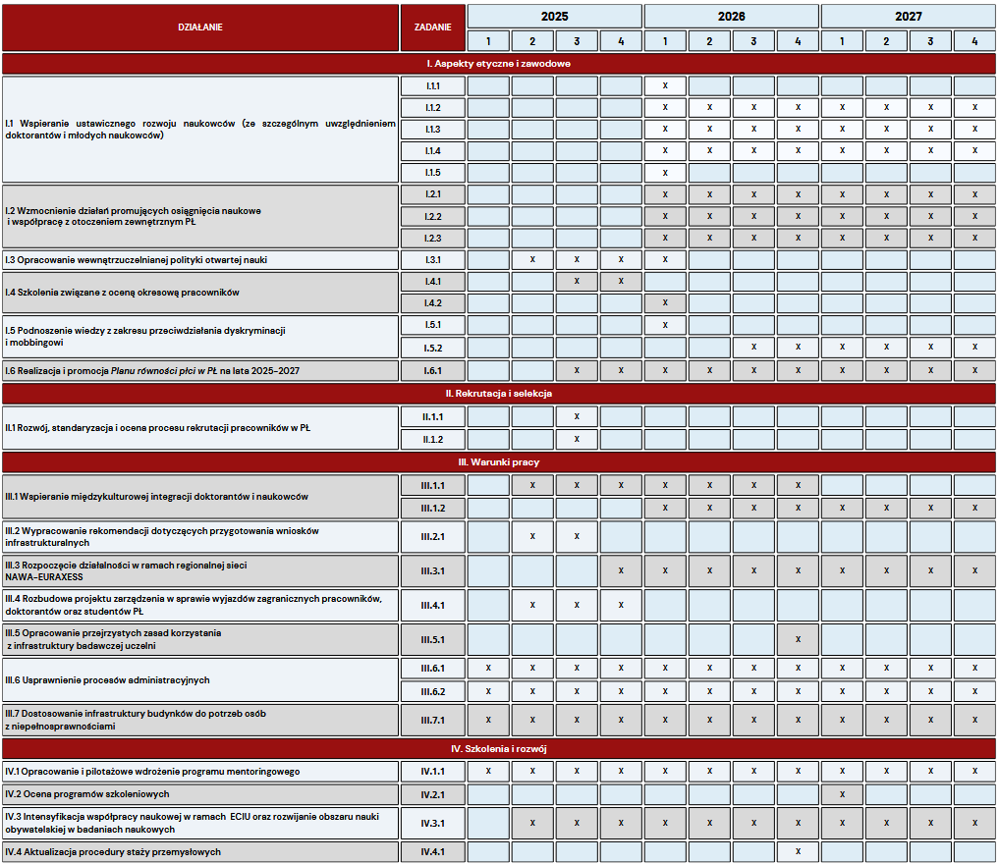 DZIAŁANIE ZADANIE 2025 2026 2027
1 2 3 4 1 2 3 4 1 2 3 4
I. Aspekty etyczne i zawodowe
I.1 Wspieranie ustawicznego rozwoju naukowców (ze szczególnym uwzględnieniem
doktorantów i młodych naukowców)
I.1.1 x
I.1.2 x x x x x x x x
I.1.3 x x x x x x x x
I.1.4 x x x x x x x x
I.1.5 x
I.2 Wzmocnienie działań promujących osiągnięcia naukowe
i współpracę z otoczeniem zewnętrznym PŁ
I.2.1 x x x x x x x x
I.2.2 x x x x x x x x
I.2.3 x x x x x x x x
I.3 Opracowanie wewnątrzuczelnianej polityki otwartej nauki I.3.1 x x x x
I.4 Szkolenia związane z oceną okresową pracowników
I.4.1 x x
I.4.2 x
I.5 Podnoszenie wiedzy z zakresu przeciwdziałania dyskryminacji
i mobbingowi
I.5.1 x
I.5.2 x x x x x x
I.6 Realizacja i promocja Planu równości płci w PŁ na lata 2025-2027 I.6.1 x x x x x x x x x x
II. Rekrutacja i selekcja
II.1 Rozwój, standaryzacja i ocena procesu rekrutacji pracowników w PŁ
II.1.1 x
II.1.2 x
III. Warunki pracy
III.1 Wspieranie międzykulturowej integracji doktorantów i naukowców
III.1.1 x x x x x x x
III.1.2 x x x x x x x x
III.2 Wypracowanie rekomendacji dotyczących przygotowania wniosków
infrastrukturalnych
III.2.1 x x
III.3 Rozpoczęcie działalności w ramach regionalnej sieci
NAWA-EURAXESS
III.3.1 x x x x x x x x x
III.4 Rozbudowa projektu zarządzenia w sprawie wyjazdów zagranicznych pracowników,
doktorantów oraz studentów PŁ
III.4.1 x x x
III.5 Opracowanie przejrzystych zasad korzystania
z infrastruktury badawczej uczelni
III.5.1 x
III.6 Usprawnienie procesów administracyjnych
III.6.1 x x x x x x x x x x x x
III.6.2 x x x x x x x x x x x x
III.7 Dostosowanie infrastruktury budynków do potrzeb osób
z niepełnosprawnościami
III.7.1 x x x x x x x x x x x x
IV. Szkolenia i rozwój
IV.1 Opracowanie i pilotażowe wdrożenie programu mentoringowego IV.1.1 x x x x x x x x x x x x
IV.2 Ocena programów szkoleniowych IV.2.1 x
IV.3 Intensyfikacja współpracy naukowej w ramach ECIU oraz rozwijanie obszaru nauki
obywatelskiej w badaniach naukowych
IV.3.1 x x x x x x x x x x x
IV.4 Aktualizacja procedury staży przemysłowych IV.4.1 x